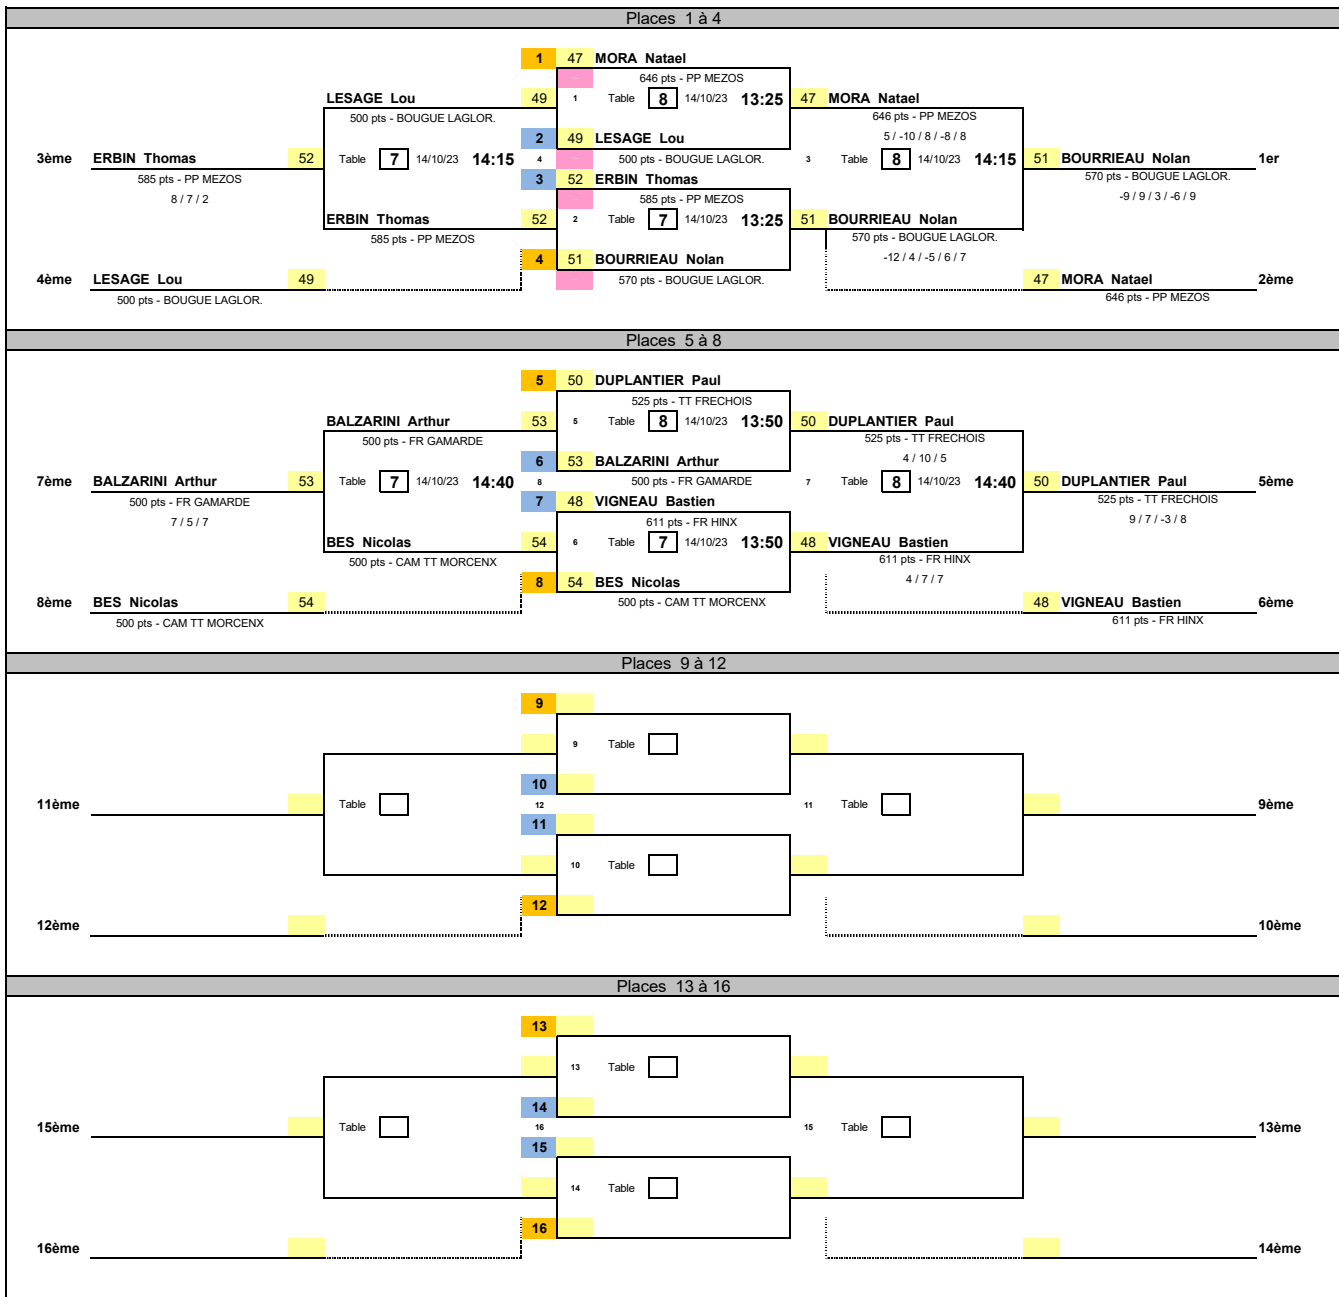 Places 1 à 4
1 47 MORA Natael
646 pts - PP MEZOS
LESAGE Lou 49 1 Table 8 14/10/23 13:25 47 MORA Natael
500 pts - BOUGUE LAGLOR. 646 pts - PP MEZOS
2 49 LESAGE Lou 5 / -10 / 8 / -8 / 8
3ème ERBIN Thomas 52 Table 7 14/10/23 14:15 4 500 pts - BOUGUE LAGLOR. 3 Table 8 14/10/23 14:15 51 BOURRIEAU Nolan 1er
585 pts - PP MEZOS 3 52 ERBIN Thomas 570 pts - BOUGUE LAGLOR.
8 / 7 / 2 585 pts - PP MEZOS -9 / 9 / 3 / -6 / 9
ERBIN Thomas 52 2 Table 7 14/10/23 13:25 51 BOURRIEAU Nolan
585 pts - PP MEZOS 570 pts - BOUGUE LAGLOR.
4 51 BOURRIEAU Nolan -12 / 4 / -5 / 6 / 7
4ème LESAGE Lou 49 570 pts - BOUGUE LAGLOR. 47 MORA Natael 2ème
500 pts - BOUGUE LAGLOR. 646 pts - PP MEZOS
Places 5 à 8
5 50 DUPLANTIER Paul
525 pts - TT FRECHOIS
BALZARINI Arthur 53 5 Table 8 14/10/23 13:50 50 DUPLANTIER Paul
500 pts - FR GAMARDE 525 pts - TT FRECHOIS
6 53 BALZARINI Arthur 4 / 10 / 5
7ème BALZARINI Arthur 53 Table 7 14/10/23 14:40 8 500 pts - FR GAMARDE 7 Table 8 14/10/23 14:40 50 DUPLANTIER Paul 5ème
500 pts - FR GAMARDE 7 48 VIGNEAU Bastien 525 pts - TT FRECHOIS
7 / 5 / 7 611 pts - FR HINX 9 / 7 / -3 / 8
BES Nicolas 54 6 Table 7 14/10/23 13:50 48 VIGNEAU Bastien
500 pts - CAM TT MORCENX 611 pts - FR HINX
8 54 BES Nicolas 4 / 7 / 7
8ème BES Nicolas 54 500 pts - CAM TT MORCENX 48 VIGNEAU Bastien 6ème
500 pts - CAM TT MORCENX 611 pts - FR HINX
Places 9 à 12
9
9 Table
10
11ème Table 12 11 Table 9ème
11
10 Table
12
12ème 10ème
Places 13 à 16
13
13 Table
14
15ème Table 16 15 Table 13ème
15
14 Table
16
16ème 14ème